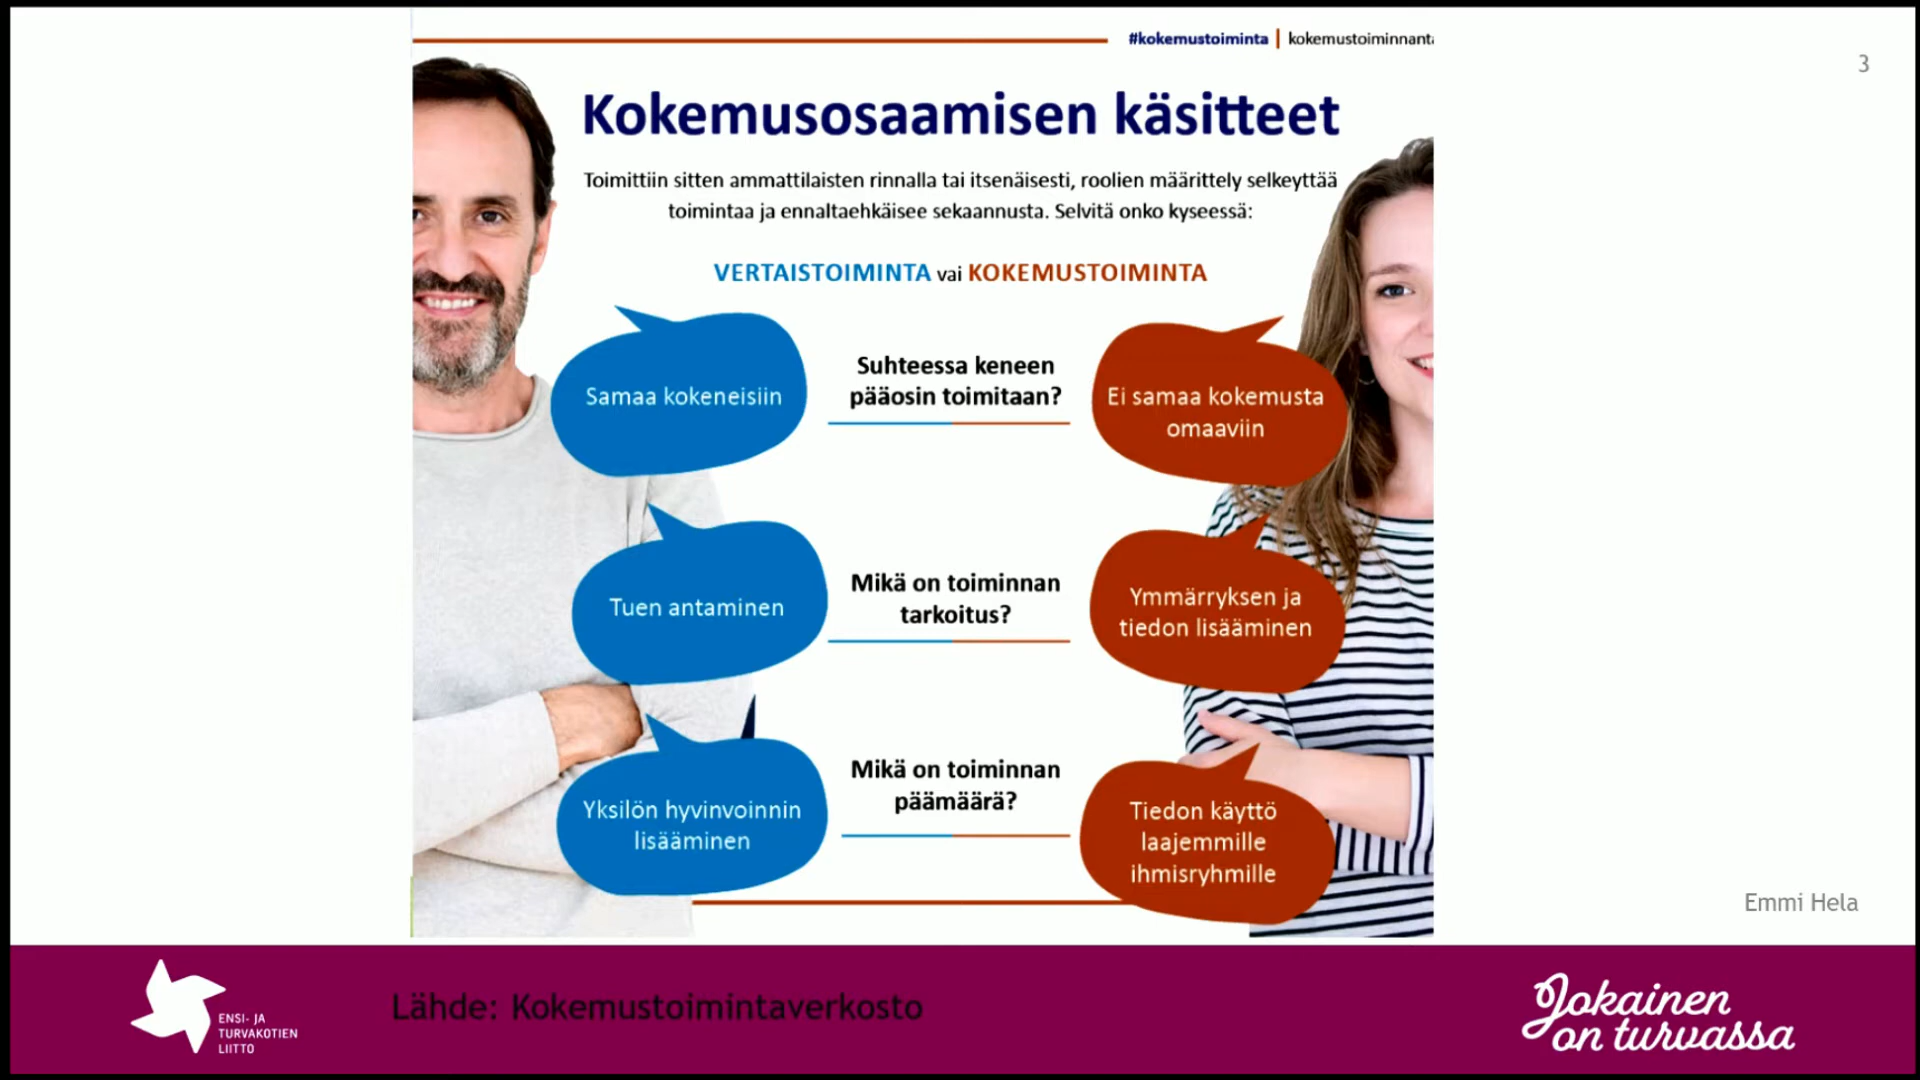 #kokemustoiminta | kokemustoiminnanta
3
Kokemusosaamisen käsitteet
Toimittiin sitten ammattilaisten rinnalla tai itsenäisesti, roolien määrittely selkeyttää
toimintaa ja ennaltaehkäisee sekaannusta. Selvitä onko kyseessä:
VERTAISTOIMINTA vai KOKEMUSTOIMINTA
Samaa kokeneisiin
Suhteessa keneen
pääosin toimitaan?
Ei samaa kokemusta
omaaviin
Tuen antaminen
Mikä on toiminnan
tarkoitus?
Ymmärryksen ja
tiedon lisääminen
Yksilön hyvinvoinnin
lisääminen
Mikä on toiminnan
päämäärä?
Tiedon käyttö
laajemmille
ihmisryhmille
Emmi Hela
ENSI- JA
TURVAKOTIEN
LIITTO
Lähde: Kokemustoimintaverkosto
Jokainen
on turvassa